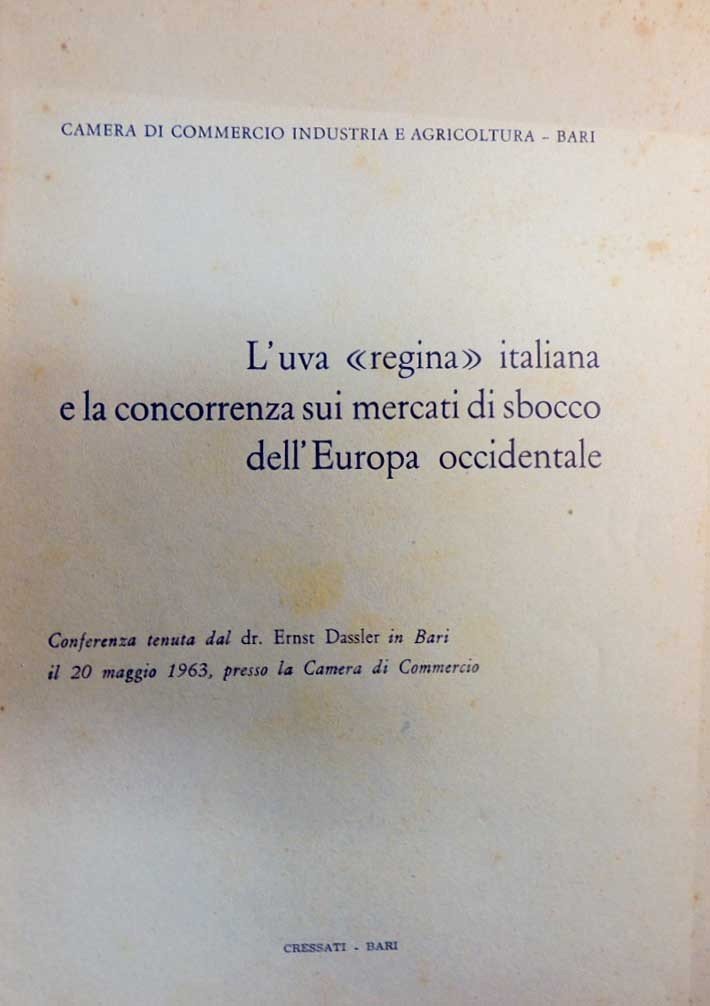 CAMERA DI COMMERCIO INDUSTRIA E AGRICOLTURA - BARI
L'uva «regina» italiana
e la concorrenza sui mercati di sbocco
dell'Europa occidentale
Conferenza tenuta dal dr. Ernst Dassler in Bari
il 20 maggio 1963, presso la Camera di Commercio
CRESSATI - BARI